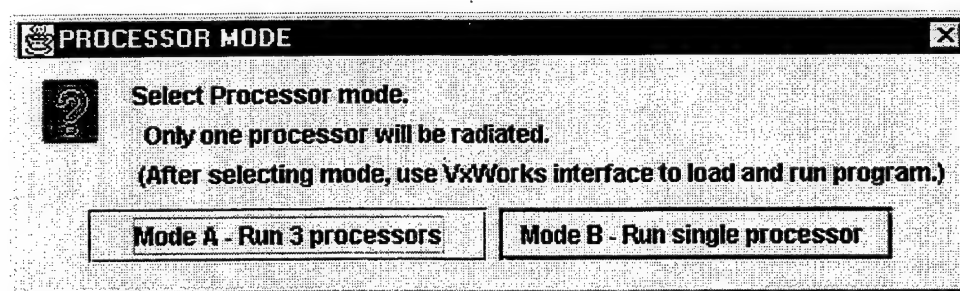 PROCESSOR MODE
Select Processor mode.
Only one processor will be radiated.
(After selecting mode, use VxWorks interface to load and run program.)
Mode A - Run 3 processors
Mode B - Run single processor